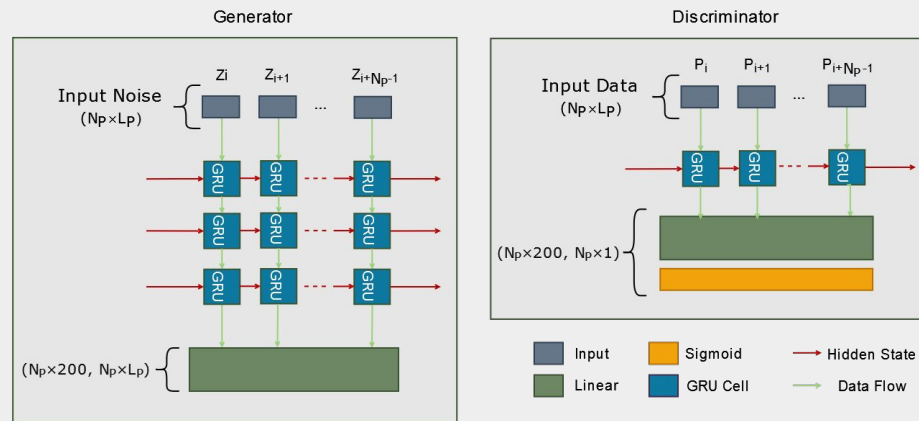 Generator
Zi Zi+1 Zi+NP-1
Input Noise
...
(NP×LP)
GRU GRU GRU
GRU GRU GRU
GRU GRU GRU
(NP×200, NP×LP)
Discriminator
Pi Pi+1 Pi+NP-1
Input Data
...
(NP×LP)
GRU GRU GRU
(NP×200, NP×1)
Input Sigmoid Hidden State
Linear GRU Cell Data Flow